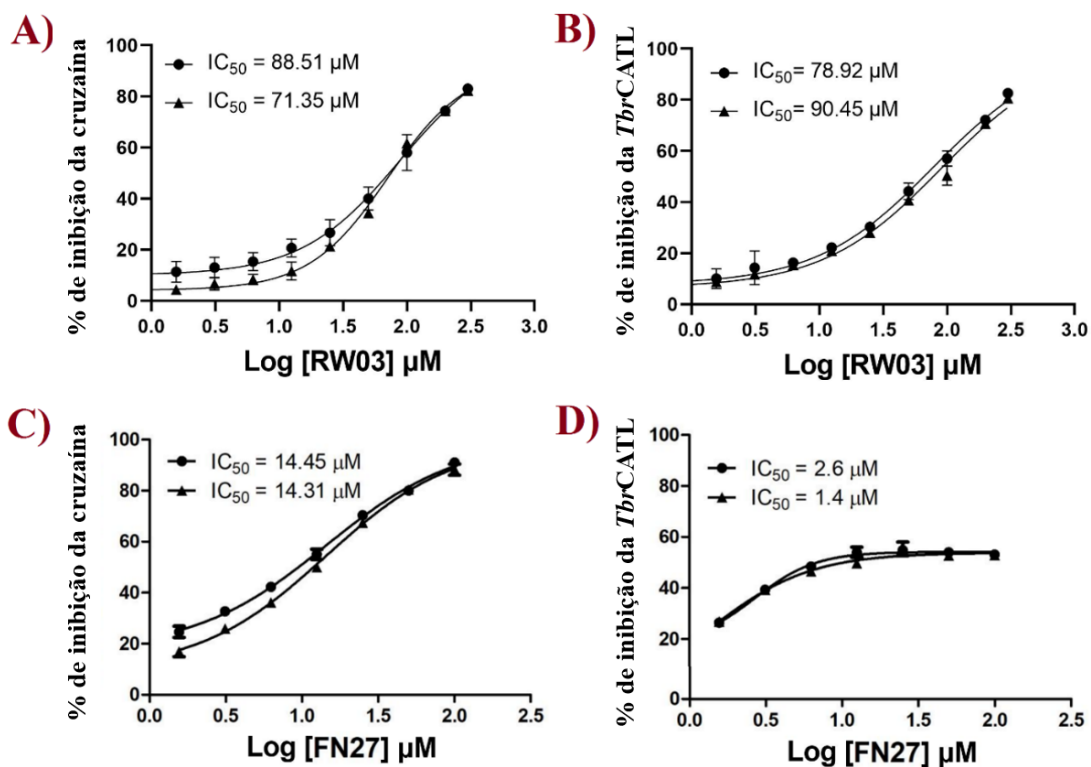 A)
% de inibição da cruzaína
100
80
60
40
20
0
IC50 = 88.51 µM
IC50 = 71.35 µM
0.0 0.5 1.0 1.5 2.0 2.5 3.0
Log [RW03] µM
B)
% de inibição da TbrCATL
100
80
60
40
20
0
IC50= 78.92 µM
IC50= 90.45 µM
0.0 0.5 1.0 1.5 2.0 2.5 3.0
Log [RW03] µM
C)
% de inibição da cruzaína
100
80
60
40
20
0
IC50 = 14.45 µM
IC50 = 14.31 µM
0.0 0.5 1.0 1.5 2.0 2.5
Log [FN27] µM
D)
% de inibição da TbrCATL
100
80
60
40
20
0
IC50 = 2.6 µM
IC50 = 1.4 µM
0.0 0.5 1.0 1.5 2.0 2.5
Log [FN27] µM